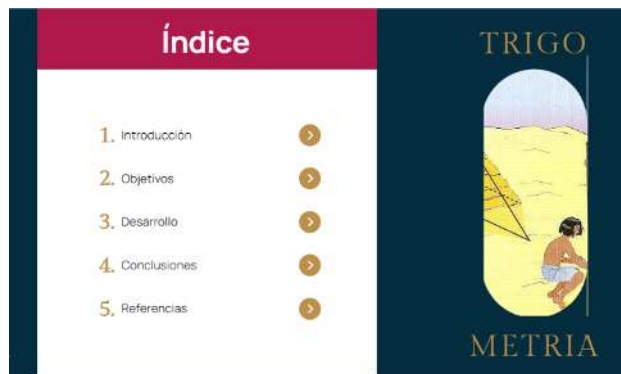 Índice
1. Introducción
2. Objetivos
3. Desarrollo
4. Conclusiones
5. Referencias
TRIGO
METRIA